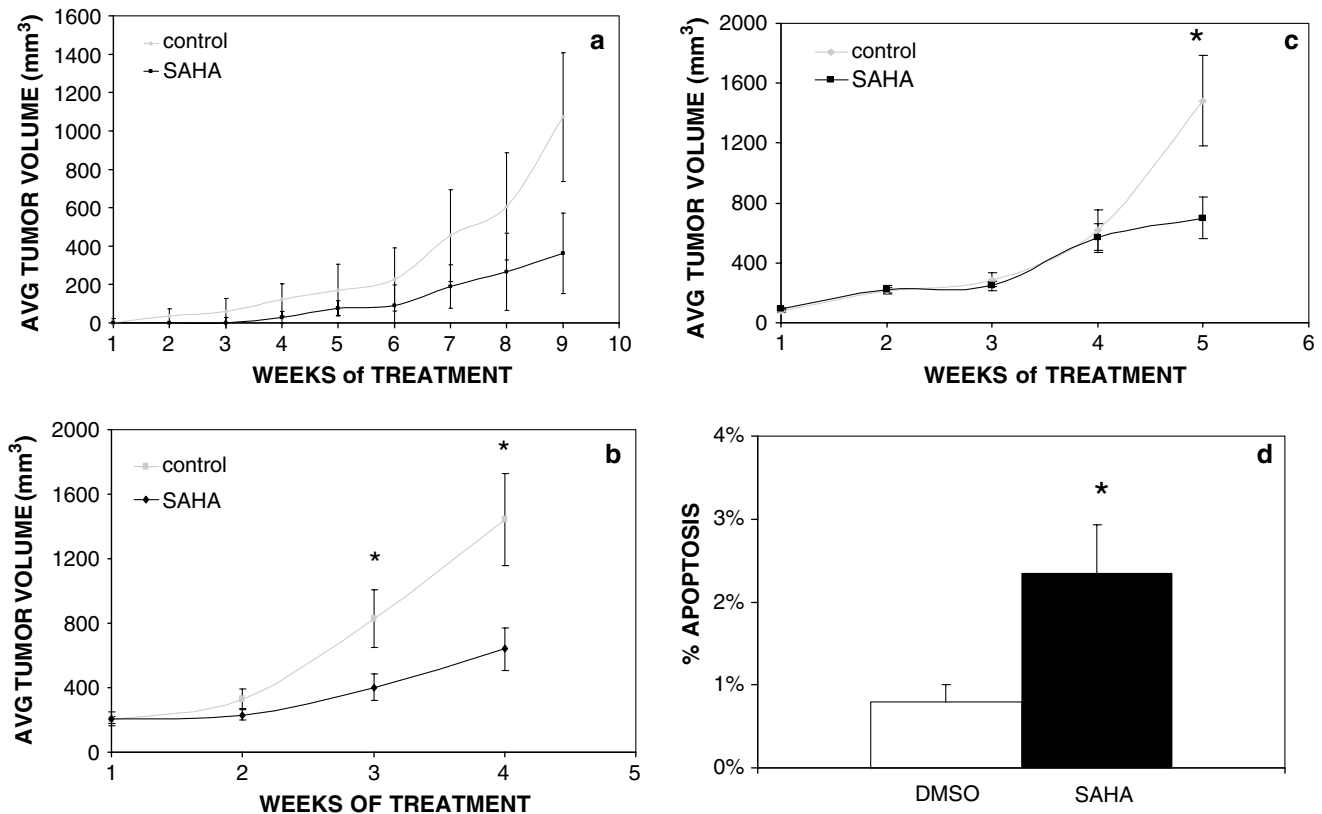 a
control
SAHA
AVG TUMOR VOLUME (mm³)
1600
1400
1200
1000
800
600
400
200
0
1 2 3 4 5 6 7 8 9 10
WEEKS of TREATMENT
c
*
control
SAHA
AVG TUMOR VOLUME (mm³)
2000
1600
1200
800
400
0
1 2 3 4 5 6
WEEKS of TREATMENT
b
* *
control
SAHA
AVG TUMOR VOLUME (mm³)
2000
1600
1200
800
400
0
1 2 3 4 5
WEEKS OF TREATMENT
d
*
% APOPTOSIS
4%
3%
2%
1%
0%
DMSO SAHA